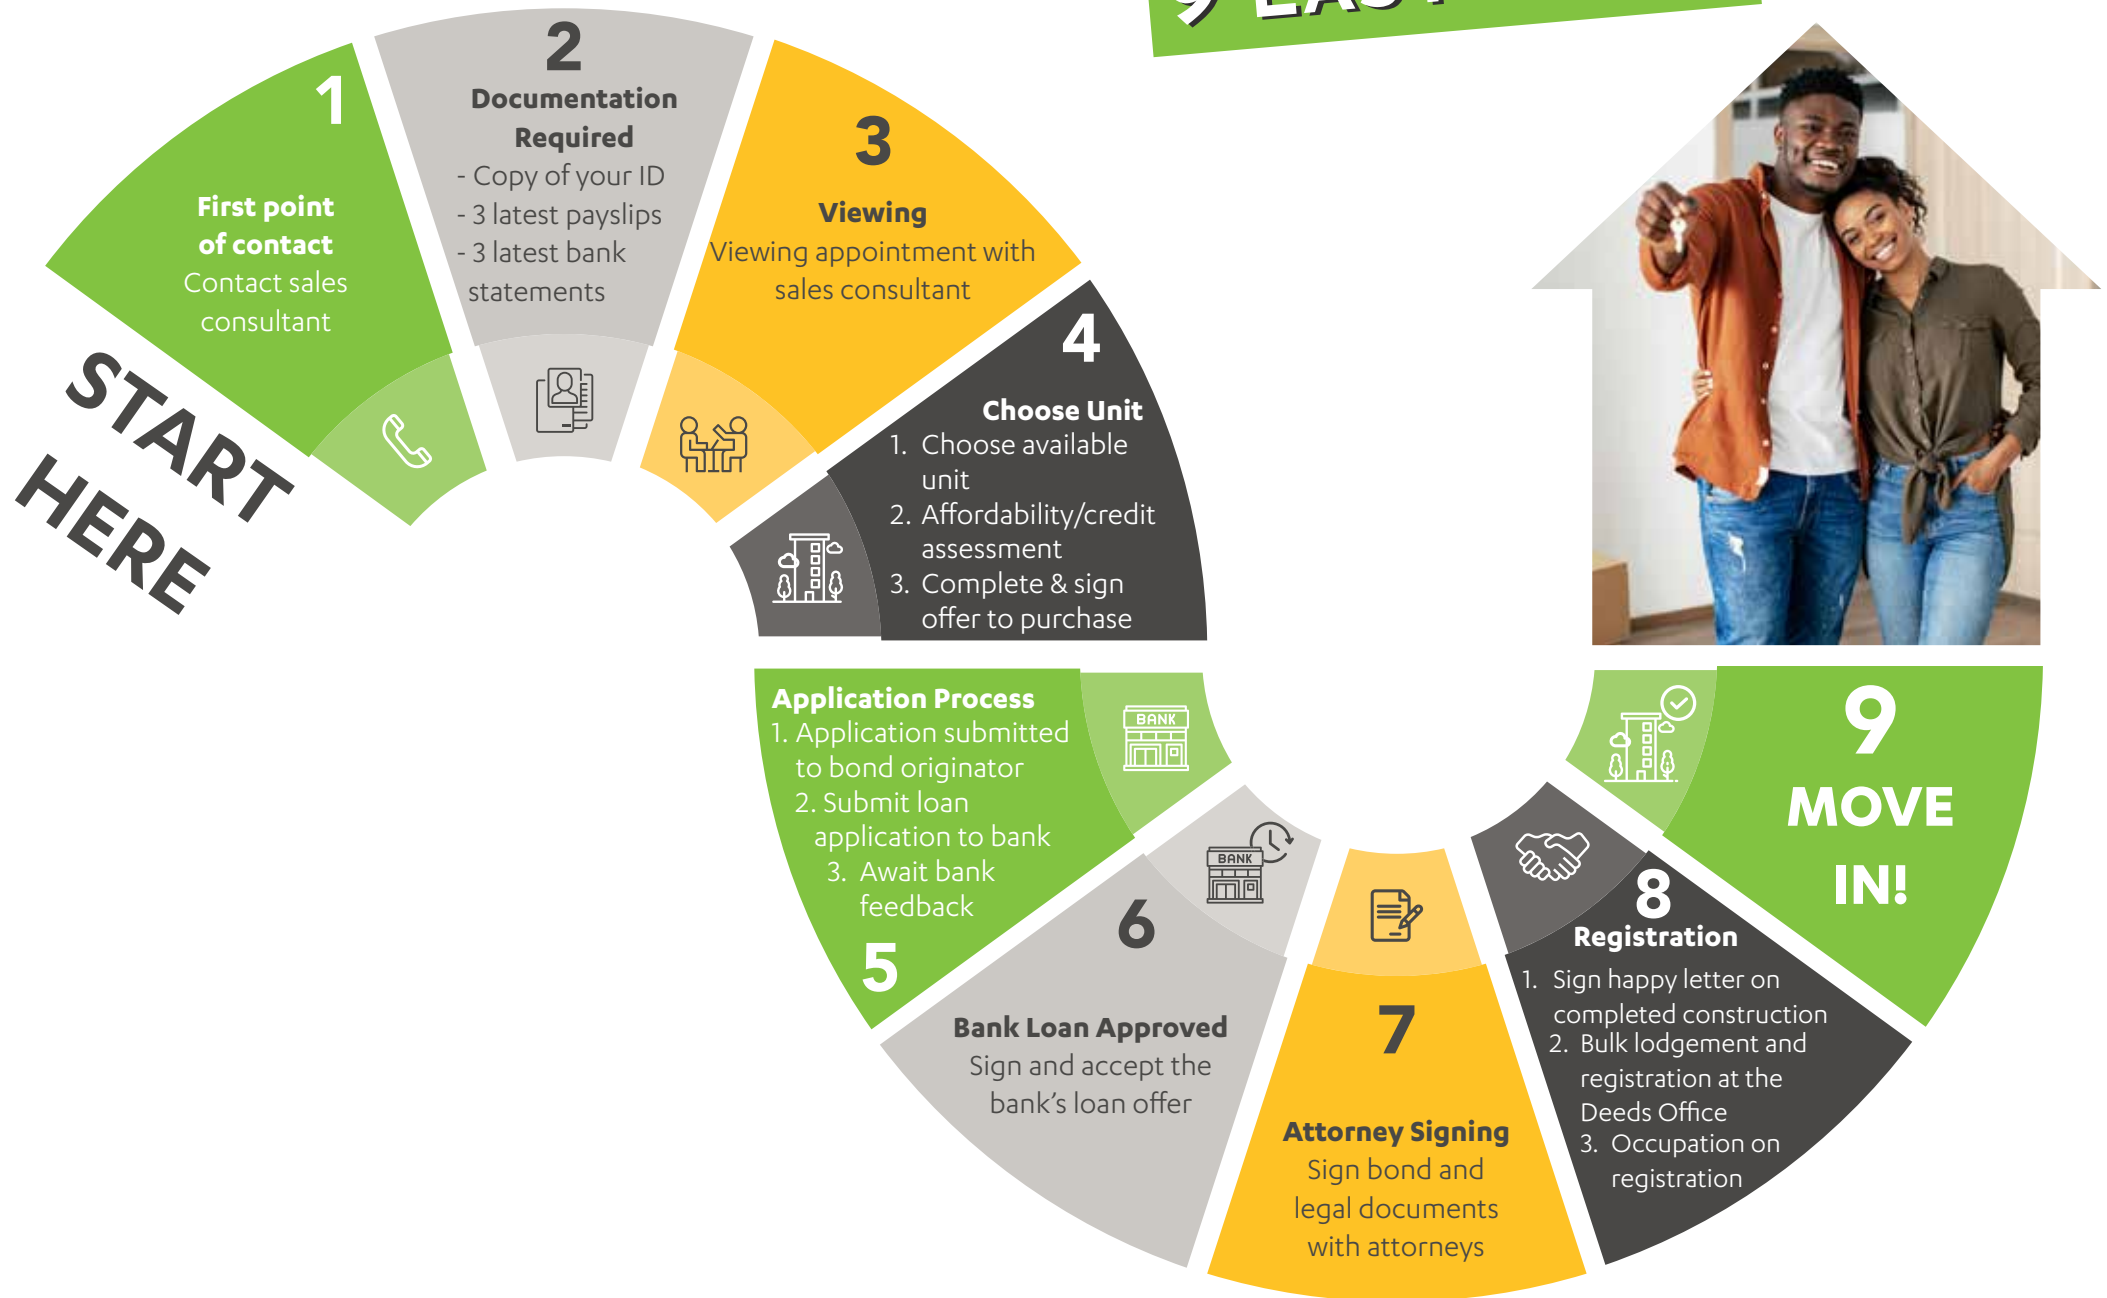 9 EASY
1
First point
of contact
Contact sales
consultant
START
HERE
2
Documentation
Required
- Copy of your ID
- 3 latest payslips
- 3 latest bank
statements
3
Viewing
Viewing appointment with
sales consultant
4
Choose Unit
1. Choose available
unit
2. Affordability/credit
assessment
3. Complete & sign
offer to purchase
Application Process
1. Application submitted
to bond originator
2. Submit loan
application to bank
3. Await bank
feedback
5
BANK
BANK
6
Bank Loan Approved
Sign and accept the
bank's loan offer
7
Attorney Signing
Sign bond and
legal documents
with attorneys
8
Registration
1. Sign happy letter on
completed construction
2. Bulk lodgement and
registration at the
Deeds Office
3. Occupation on
registration
9
MOVE
IN!